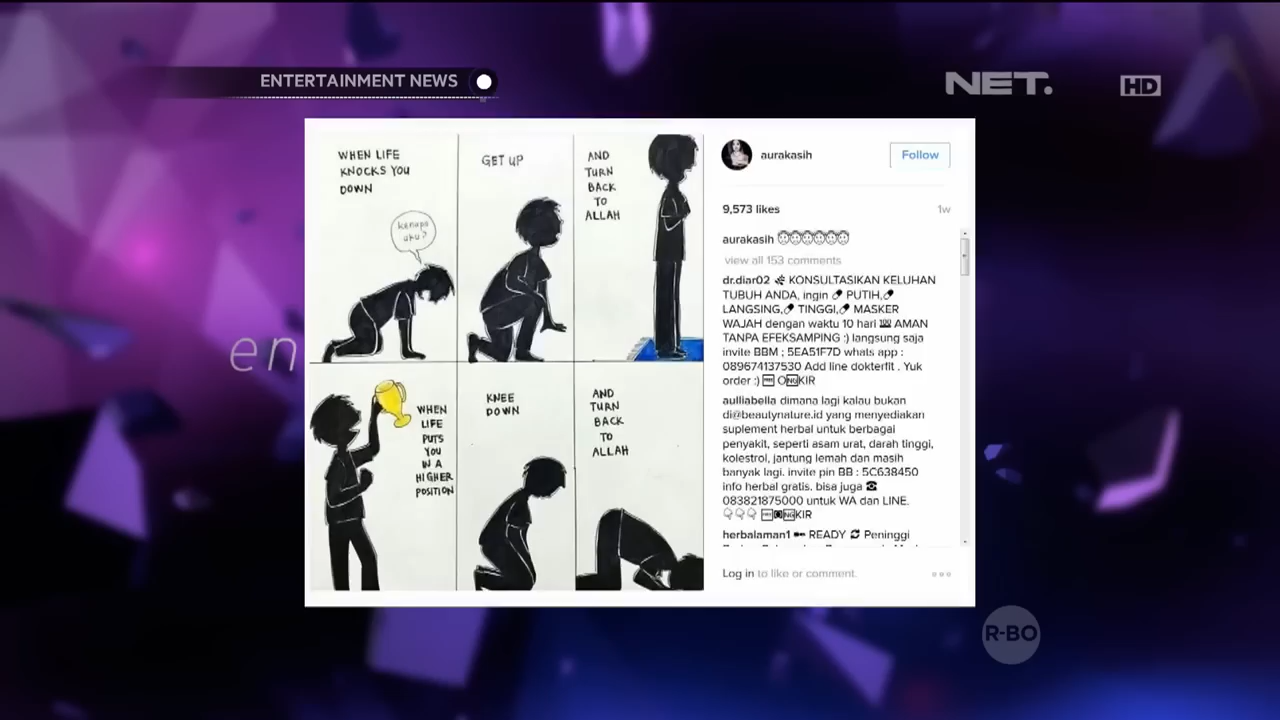 ENTERTAINMENT NEWS
NET.
HD
en
WHEN LIFE
KNOCKS YOU
DOWN
kenapa
aku?
GET UP
AND
TURN
BACK
TO
ALLAH
WHEN
LIFE
PUTS
YOU
IN A
HIGHER
POSITION
KNEE
DOWN
AND
TURN
BACK
TO
ALLAH
aurakasih
Follow
9,573 likes
1w
aurakasih
view all 153 comments
dr.diar02 KONSULTASIKAN KELUHAN
TUBUH ANDA, ingin PUTIH,
LANGSING, TINGGI, MASKER
WAJAH dengan waktu 10 hari 💯 AMAN
TANPA EFEKSAMPING :) langsung saja
invite BBM ; 5EA51F7D whats app :
089674137530 Add line dokterfit . Yuk
order :) FREE ONGKIR
aulliabella dimana lagi kalau bukan
di@beautynature.id yang menyediakan
suplement herbal untuk berbagai
penyakit, seperti asam urat, darah tinggi,
kolestrol, jantung lemah dan masih
banyak lagi. invite pin BB : 5C638450
info herbal gratis. bisa juga ☎
083821875000 untuk WA dan LINE.
FREE ONGKIR
herbalaman1 READY Peninggi
Log in to like or comment.
R-BO